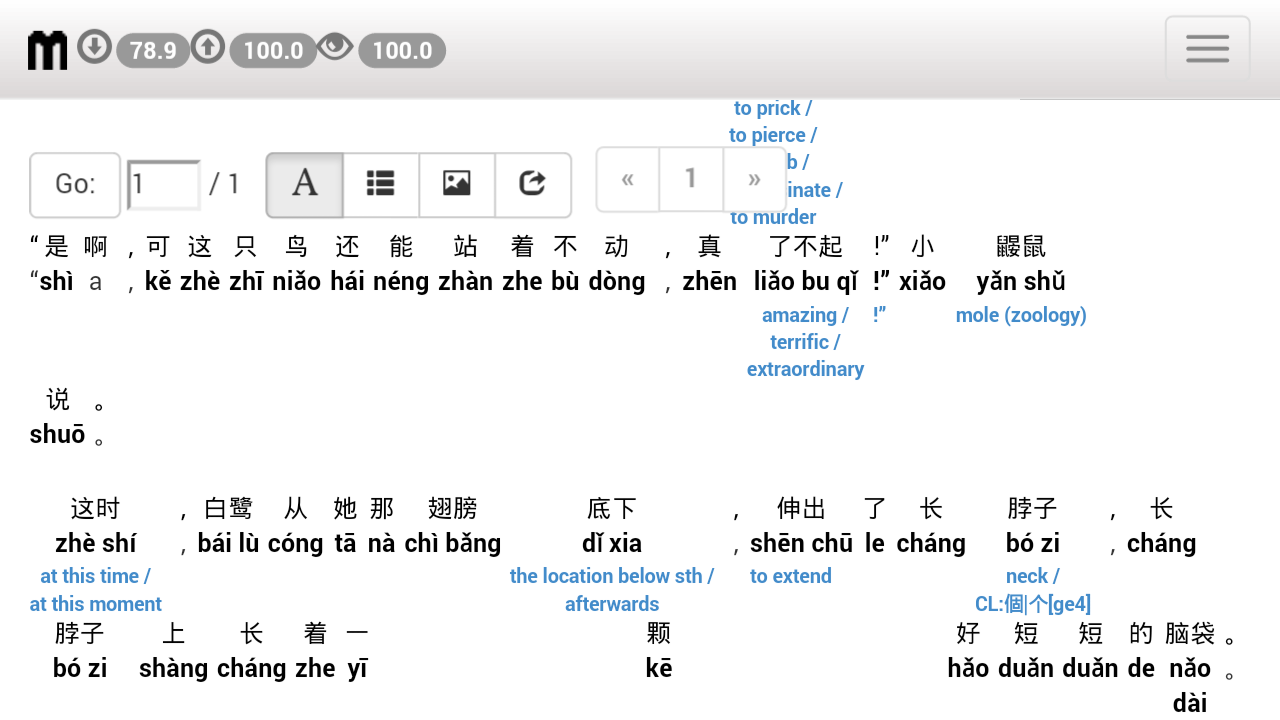 m 78.9 100.0 100.0
to prick /
to pierce /
b /
inate /
to murder
Go: 1 / 1 A « 1 »
“ 是 啊 , 可 这 只 鸟 还 能 站 着 不 动 , 真 了不起 !” 小 鼹鼠
“shì a , kě zhè zhī niǎo hái néng zhàn zhe bù dòng , zhēn liǎo bu qǐ !” xiǎo yǎn shǔ
amazing / !” mole (zoology)
terrific /
extraordinary
说 。
shuō 。
这时 , 白鹭 从 她 那 翅膀 底下 , 伸出 了 长 脖子 , 长
zhè shí , bái lù cóng tā nà chì bǎng dǐ xia , shēn chū le cháng bó zi , cháng
at this time / the location below sth / to extend neck /
at this moment afterwards CL:個|个[ge4]
脖子 上 长 着 一 颗 好 短 短 的 脑袋 。
bó zi shàng cháng zhe yī kē hǎo duǎn duǎn de nǎo 。
dài